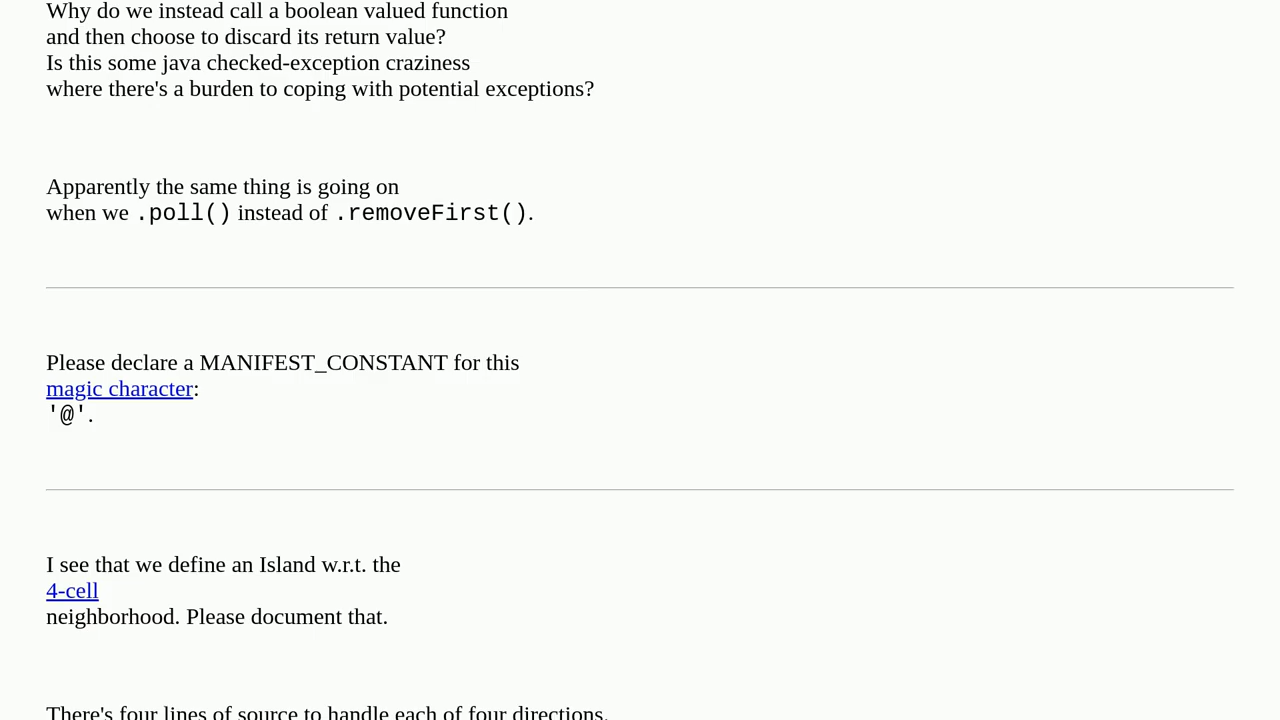 Why do we instead call a boolean valued function
and then choose to discard its return value?
Is this some java checked-exception craziness
where there's a burden to coping with potential exceptions?
Apparently the same thing is going on
when we .poll() instead of .removeFirst().
Please declare a MANIFEST_CONSTANT for this
magic character:
'@'.
I see that we define an Island w.r.t. the
4-cell
neighborhood. Please document that.
There's four lines of source to handle each of four directions.